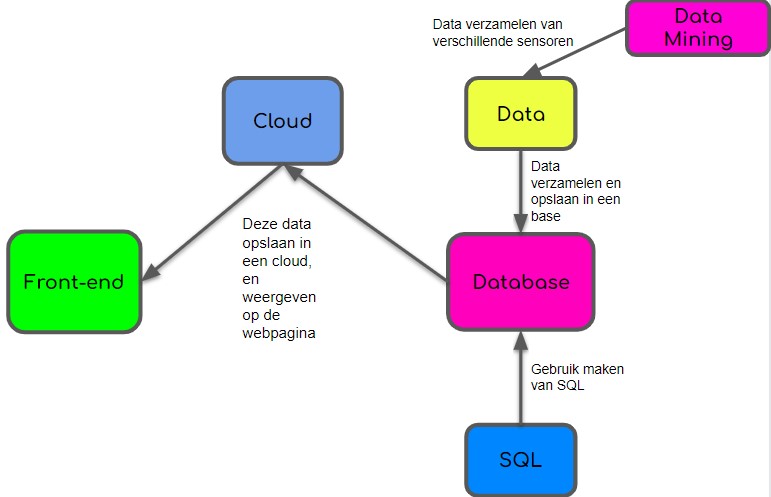 Data verzamelen van
verschillende sensoren
Data
Mining
Cloud
Data
Data
verzamelen en
opslaan in een
base
Deze data
opslaan in
een cloud,
en
weergeven
op de
webpagina
Front-end
Database
Gebruik maken
van SQL
SQL